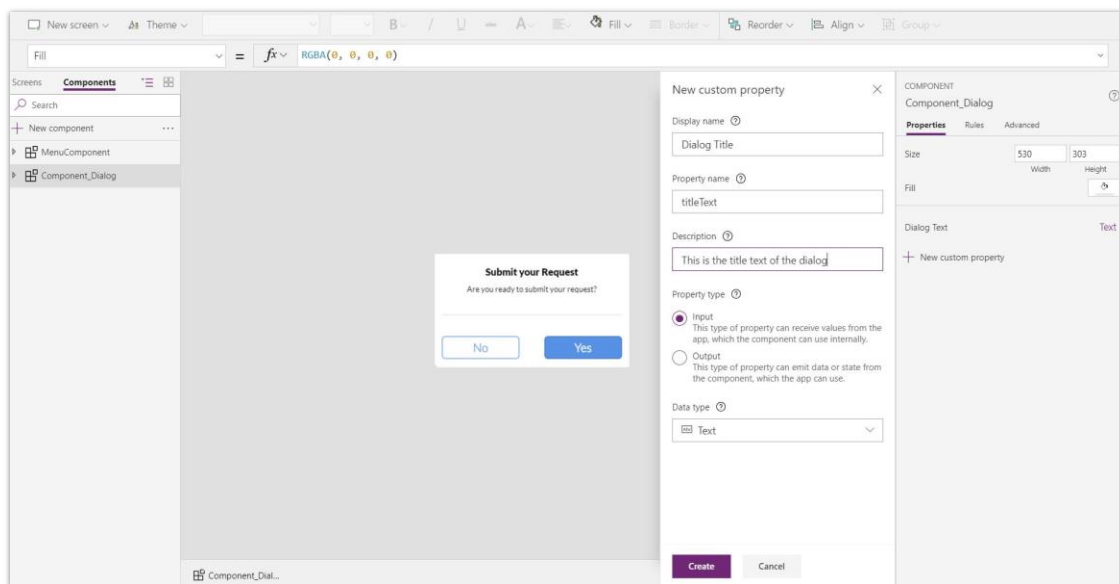 New screen
Theme
B
/
U
abc
A
Fill
Border
Reorder
Align
Group
Fill
=
fx
RGBA(0, 0, 0, 0)
Screens
Components
Search
New component
...
MenuComponent
Component_Dialog
Submit your Request
Are you ready to submit your request?
No
Yes
Component_Dial...
New custom property
Display name
Dialog Title
Property name
titleText
Description
This is the title text of the dialog
Property type
Input
This type of property can receive values from the
app, which the component can use internally.
Output
This type of property can emit data or state from
the component, which the app can use.
Data type
Abc Text
Create
Cancel
COMPONENT
Component_Dialog
Properties Rules Advanced
Size 530 303
Width Height
Fill
Dialog Text Text
New custom property